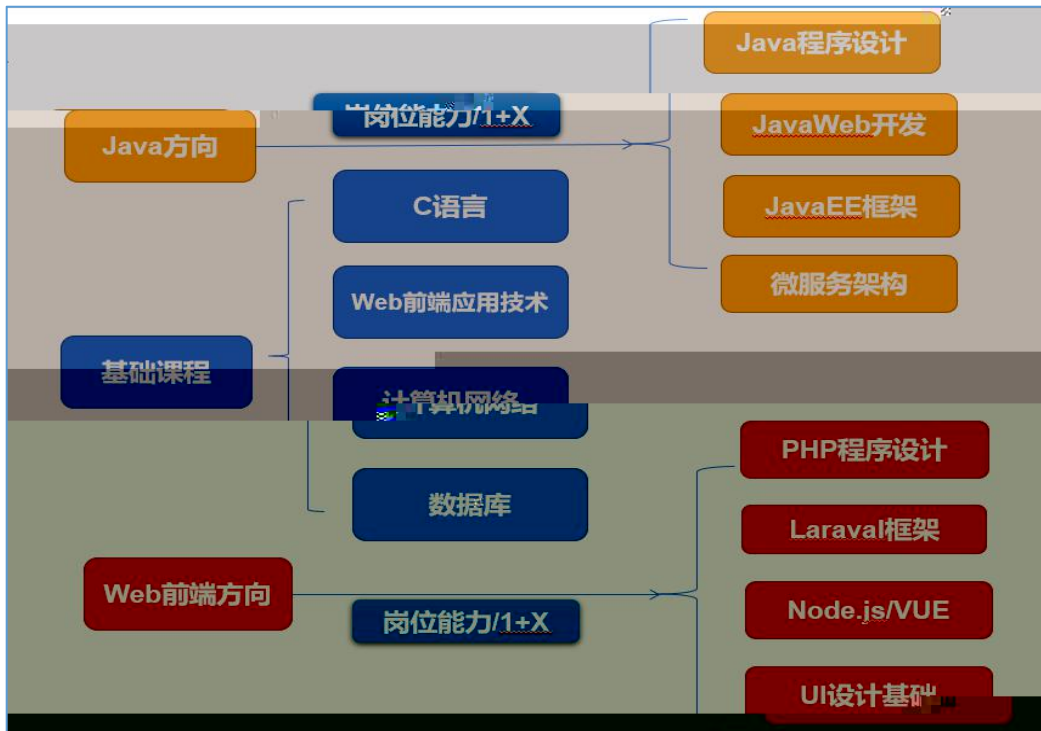 Java程序设计
岗位能力/1+X
JavaWeb开发
Java方向
C语言
JavaEE框架
微服务架构
Web前端应用技术
基础课程
计算机网络
PHP程序设计
数据库
Laraval框架
Web前端方向
岗位能力/1+X
Node.js/VUE
UI设计基础